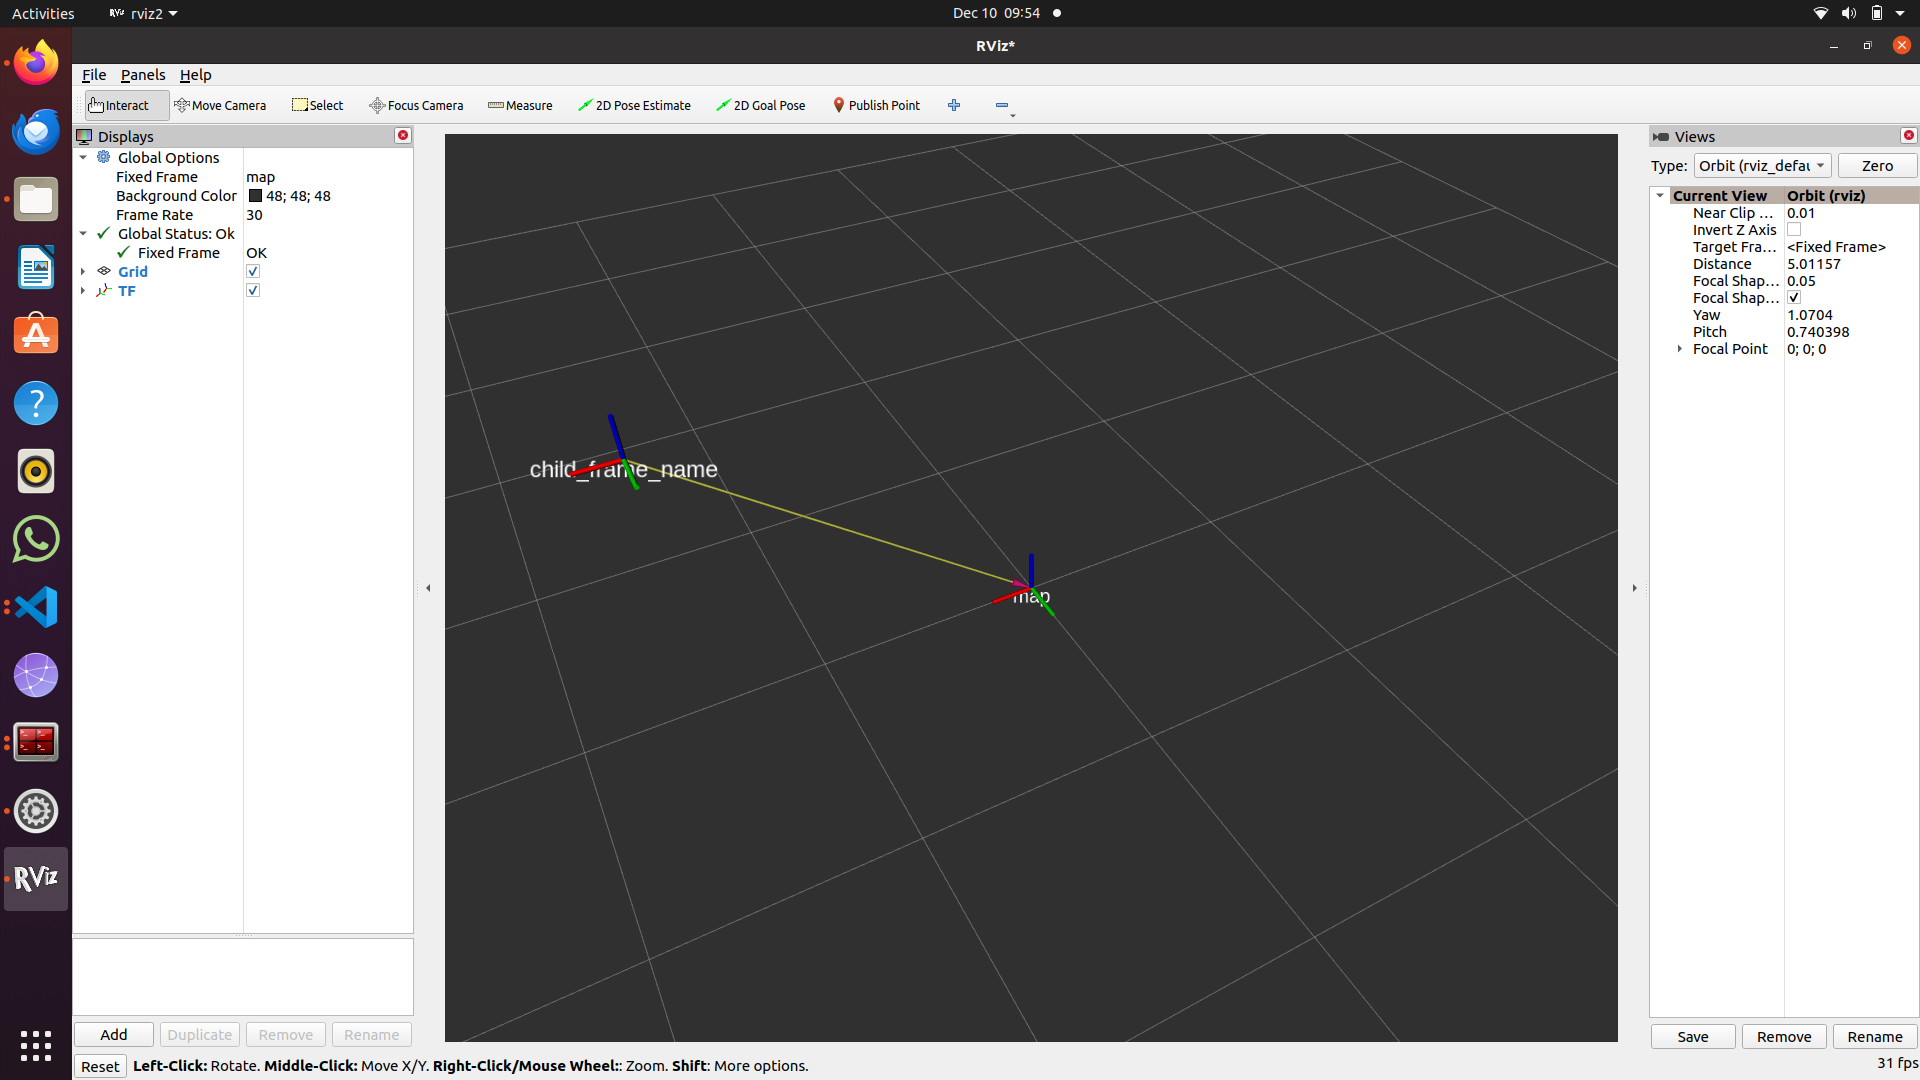 Activities
RViz rviz2
Dec 10 09:54
RViz*
File Panels Help
Interact Move Camera Select Focus Camera Measure 2D Pose Estimate 2D Goal Pose Publish Point
Displays
Global Options
Fixed Frame map
Background Color 48; 48; 48
Frame Rate 30
Global Status: Ok
Fixed Frame OK
Grid
TF
Add Duplicate Remove Rename
child_frame_name
map
Views
Type: Orbit (rviz_defau Zero
Current View Orbit (rviz)
Near Clip ... 0.01
Invert Z Axis
Target Fra... <Fixed Frame>
Distance 5.01157
Focal Shap... 0.05
Focal Shap...
Yaw 1.0704
Pitch 0.740398
Focal Point 0; 0; 0
Save Remove Rename
RViz
Reset Left-Click: Rotate. Middle-Click: Move X/Y. Right-Click/Mouse Wheel:: Zoom. Shift: More options.
31 fps